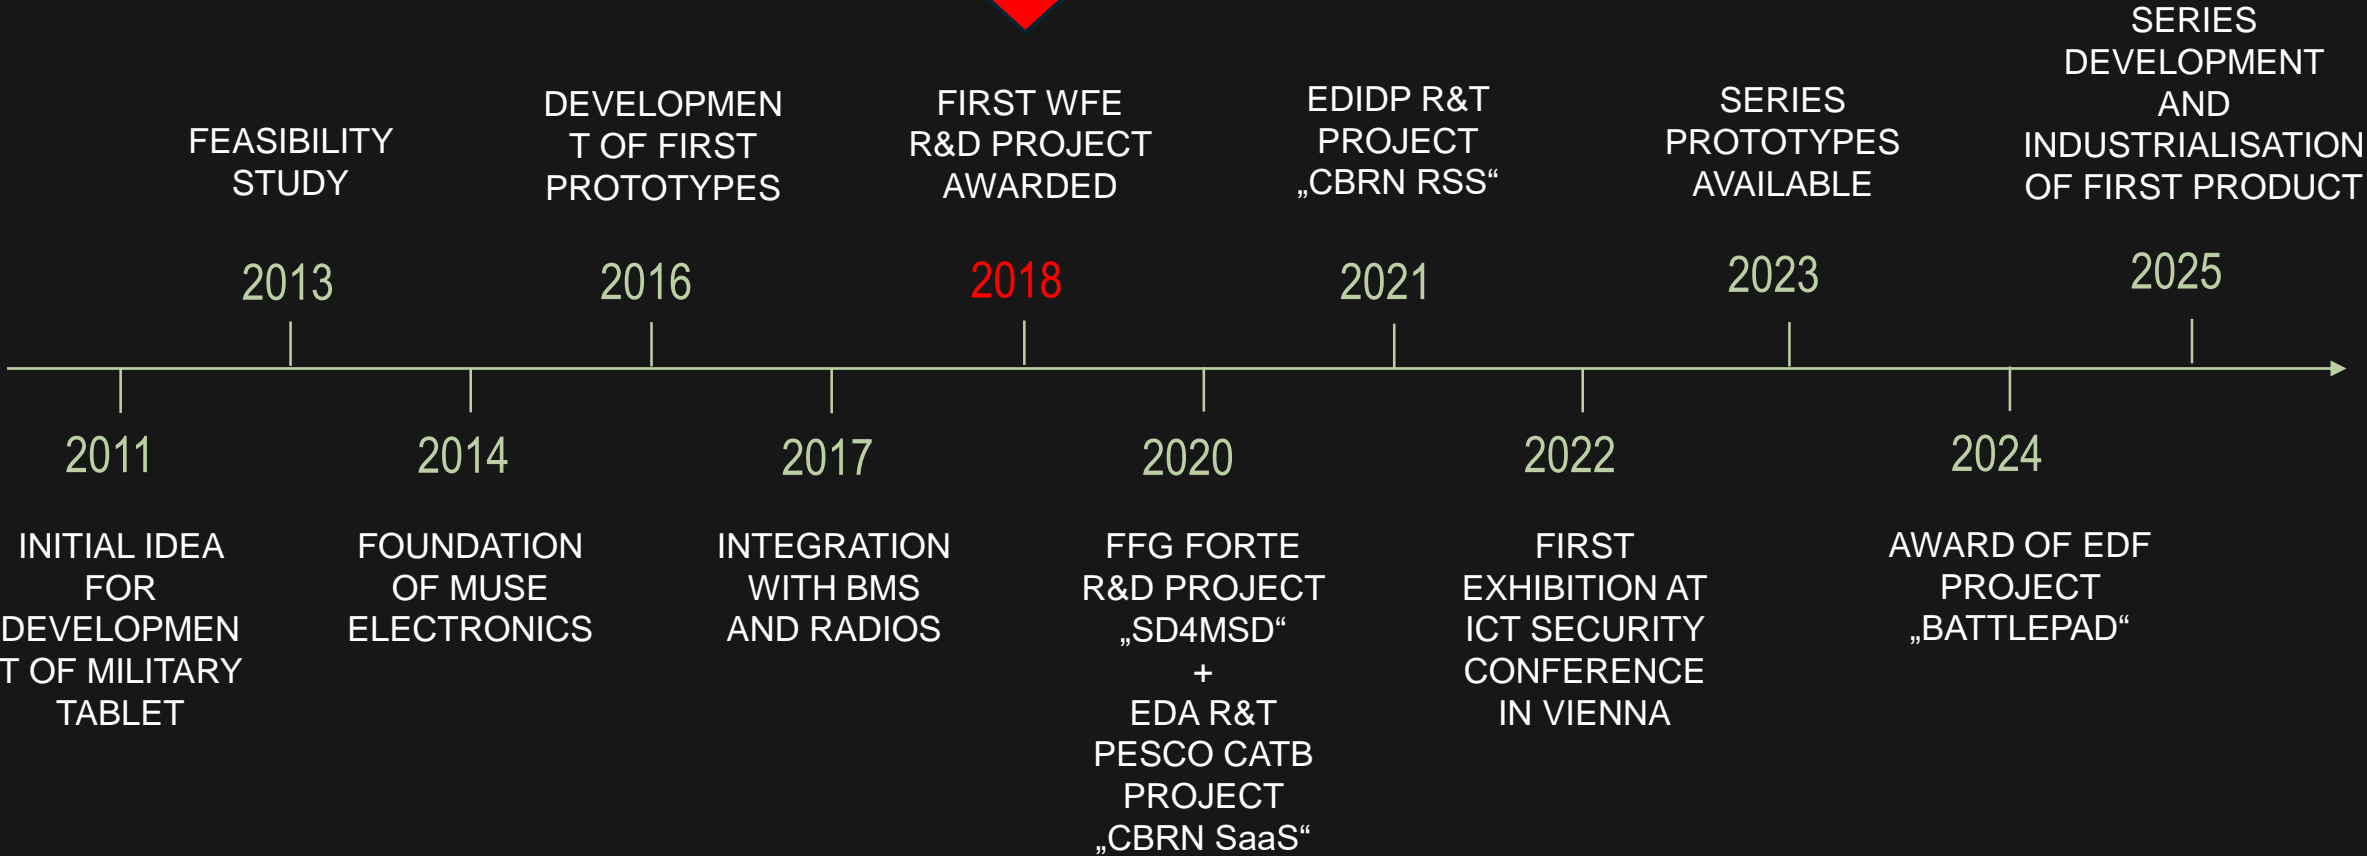 FEASIBILITY
STUDY
2013
DEVELOPMEN
T OF FIRST
PROTOTYPES
2016
FIRST WFE
R&D PROJECT
AWARDED
2018
EDIDP R&T
PROJECT
„CBRN RSS“
2021
SERIES
PROTOTYPES
AVAILABLE
2023
SERIES
DEVELOPMENT
AND
INDUSTRIALISATION
OF FIRST PRODUCT
2025
2011
INITIAL IDEA
FOR
DEVELOPMEN
T OF MILITARY
TABLET
2014
FOUNDATION
OF MUSE
ELECTRONICS
2017
INTEGRATION
WITH BMS
AND RADIOS
2020
FFG FORTE
R&D PROJECT
„SD4MSD“
+
EDA R&T
PESCO CATB
PROJECT
„CBRN SaaS“
2022
FIRST
EXHIBITION AT
ICT SECURITY
CONFERENCE
IN VIENNA
2024
AWARD OF EDF
PROJECT
„BATTLEPAD“